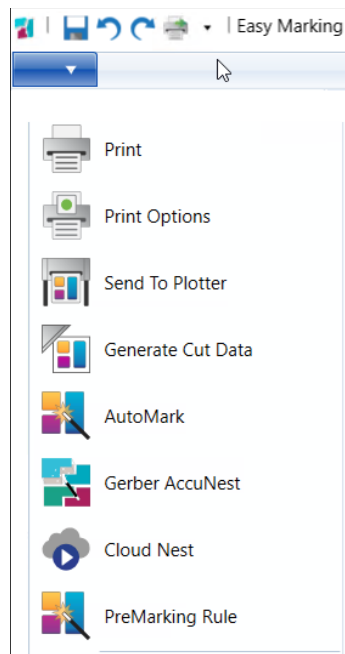 Easy Marking
Print
Print Options
Send To Plotter
Generate Cut Data
AutoMark
Gerber AccuNest
Cloud Nest
PreMarking Rule